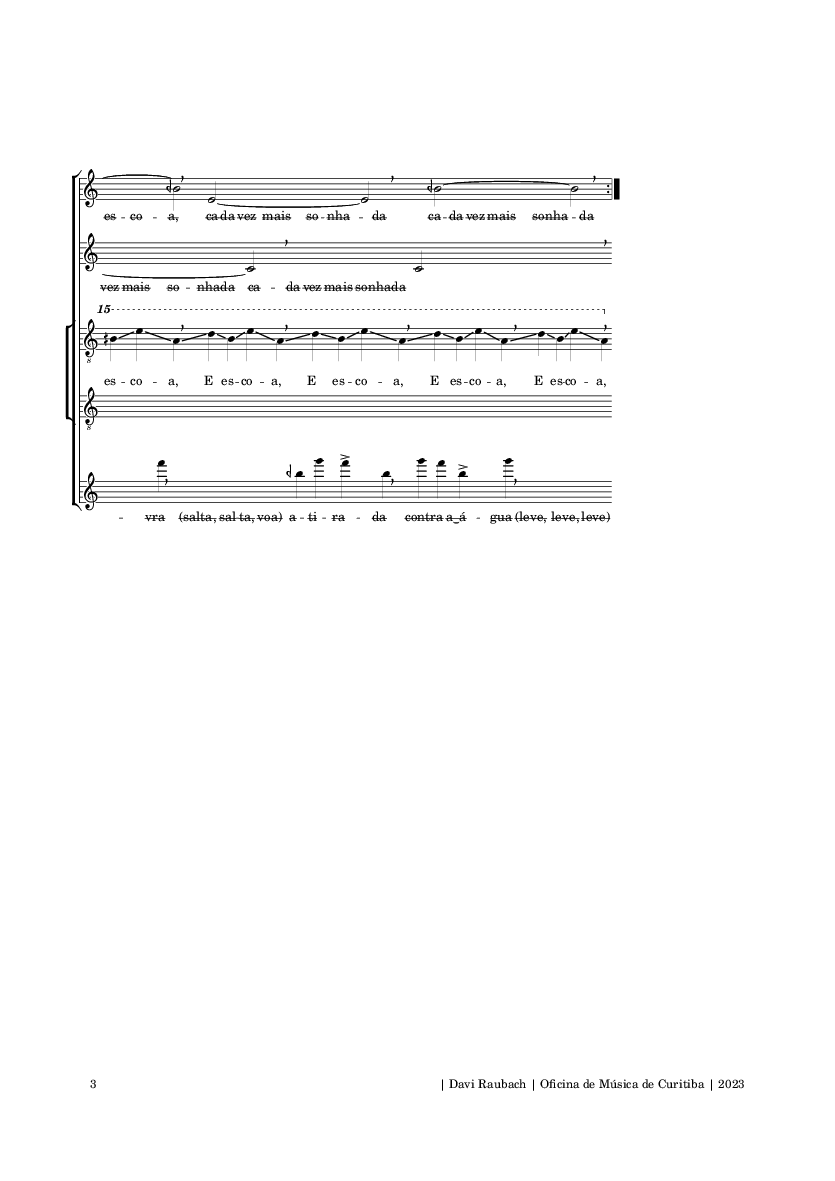 es -- co -- a, ca-da vez mais so -- nha -- da ca -- da vez mais sonha -- da
vez mais so -- nhada ca -- da vez mais sonhada
15
es -- co -- a, E es -- co -- a, E es -- co -- a, E es -- co -- a, E es -- co -- a,
8
8
-- vra (salta, sal-ta, voa) a -- ti -- ra -- da contra a‿á -- gua (leve, leve, leve)
3 | Davi Raubach | Oficina de Música de Curitiba | 2023